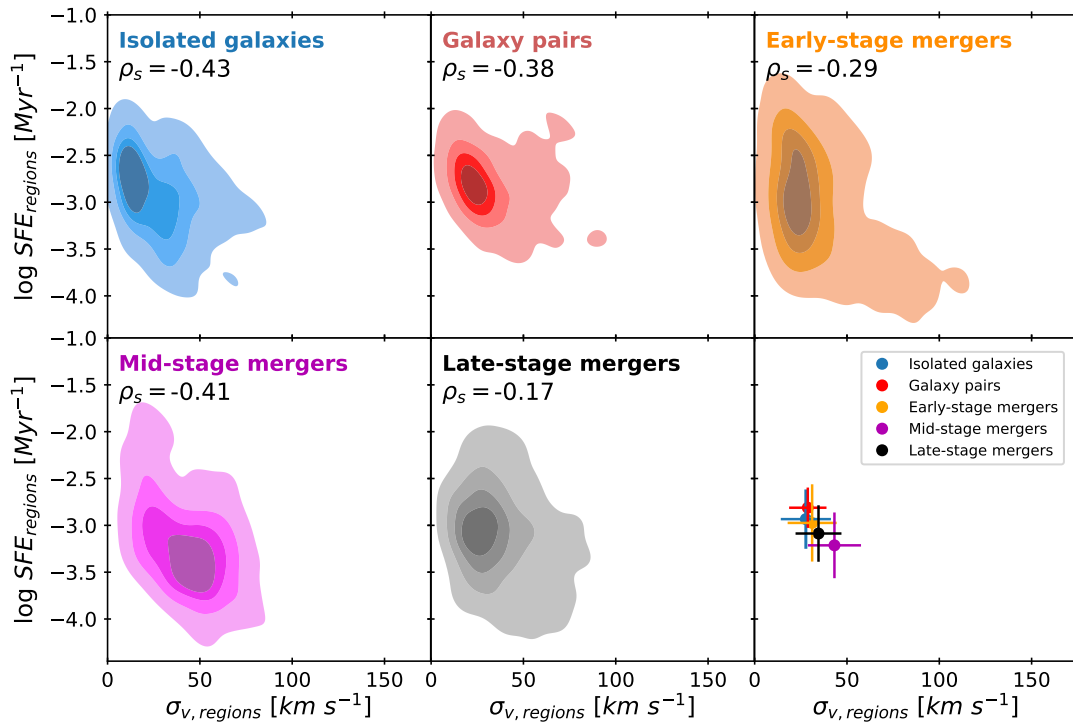 −1.0
−1.5
−2.0
−2.5
−3.0
−3.5
−4.0
log SFE_regions [Myr⁻¹]
Isolated galaxies
ρ_s = -0.43
Galaxy pairs
ρ_s = -0.38
Early-stage mergers
ρ_s = -0.29
−1.0
−1.5
−2.0
−2.5
−3.0
−3.5
−4.0
log SFE_regions [Myr⁻¹]
Mid-stage mergers
ρ_s = -0.41
Late-stage mergers
ρ_s = -0.17
Isolated galaxies
Galaxy pairs
Early-stage mergers
Mid-stage mergers
Late-stage mergers
0 50 100 150
0 50 100 150
0 50 100 150
σ_v,regions [km s⁻¹]
σ_v,regions [km s⁻¹]
σ_v,regions [km s⁻¹]